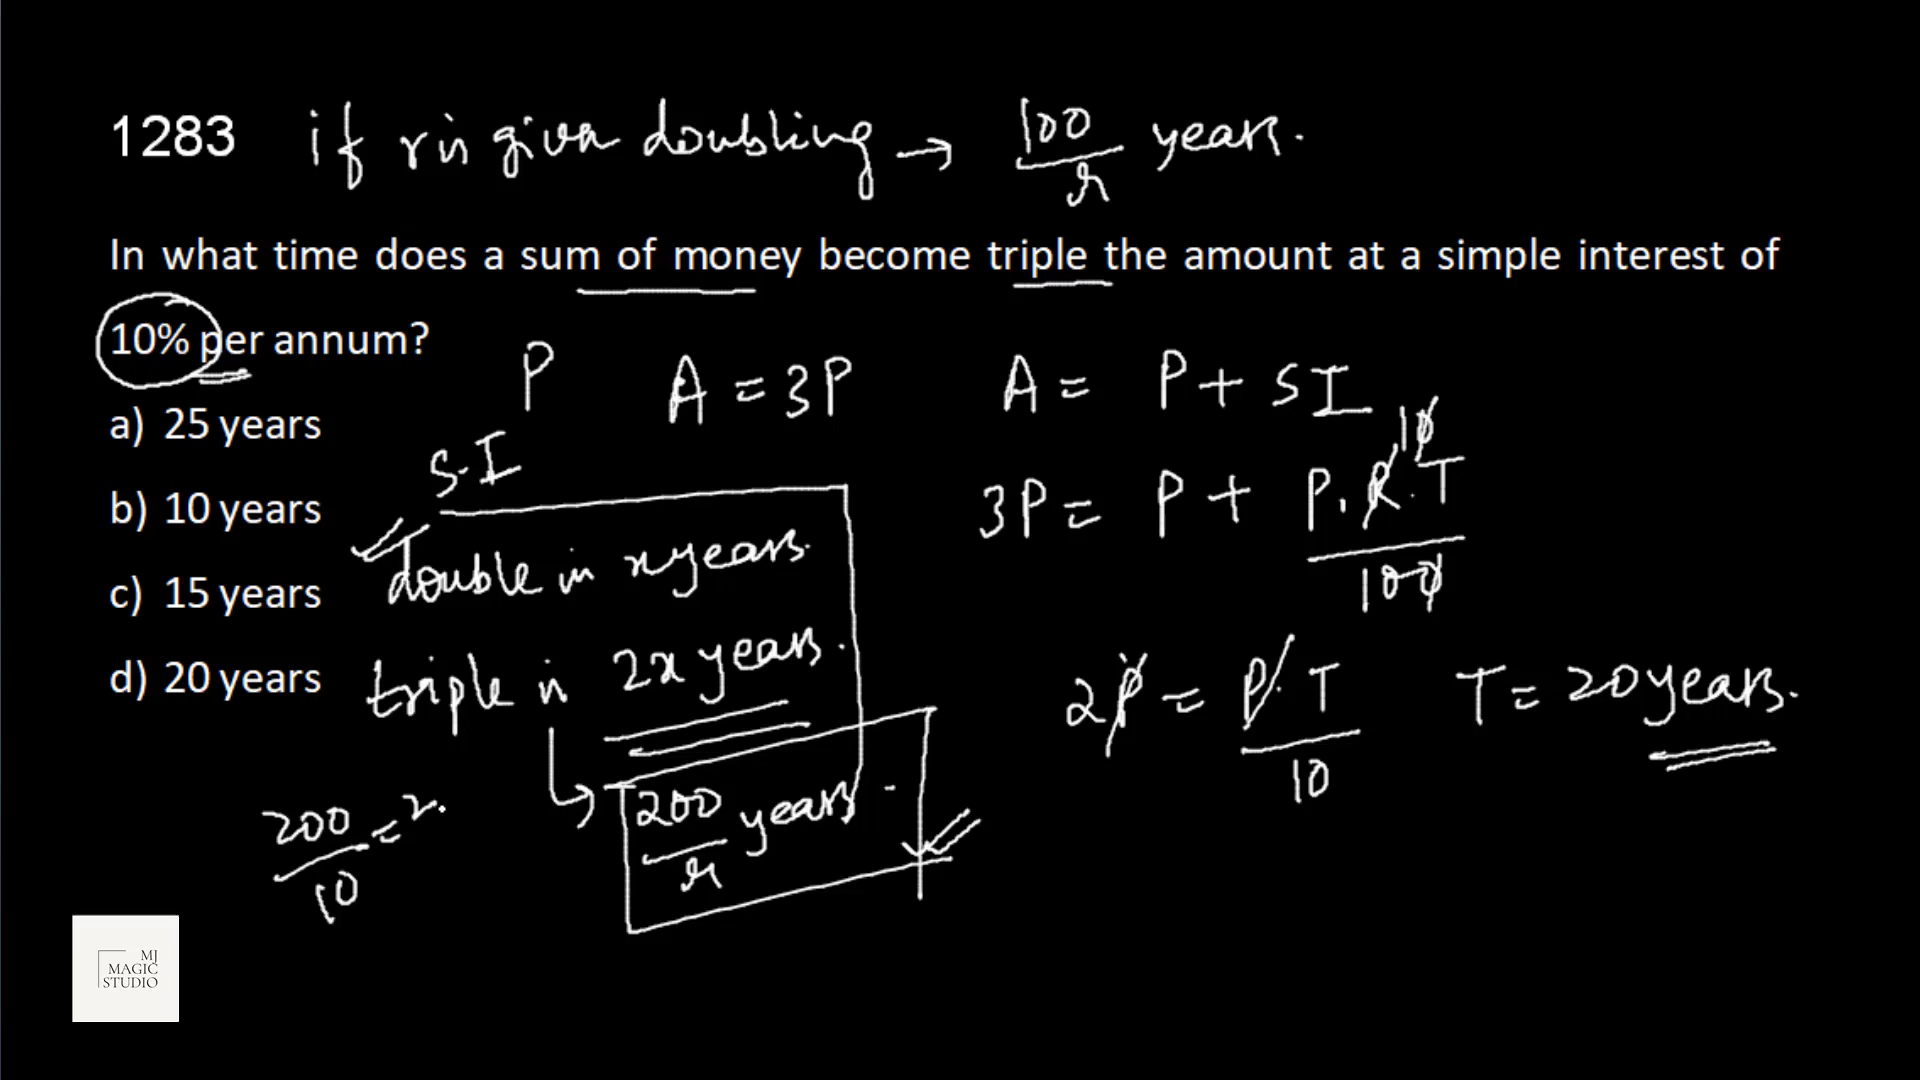 1283 if r is given doubling → 100/r years.
In what time does a sum of money become triple the amount at a simple interest of
10% per annum?
P A = 3P A = P + SI
a) 25 years
S.I
10
b) 10 years
3P = P + P.R.T/100
double in x years.
c) 15 years
d) 20 years
triple in 2x years.
2P = P.T/10 T = 20 years.
200/r years.
200/10 = 2.
MJ
MAGIC
STUDIO